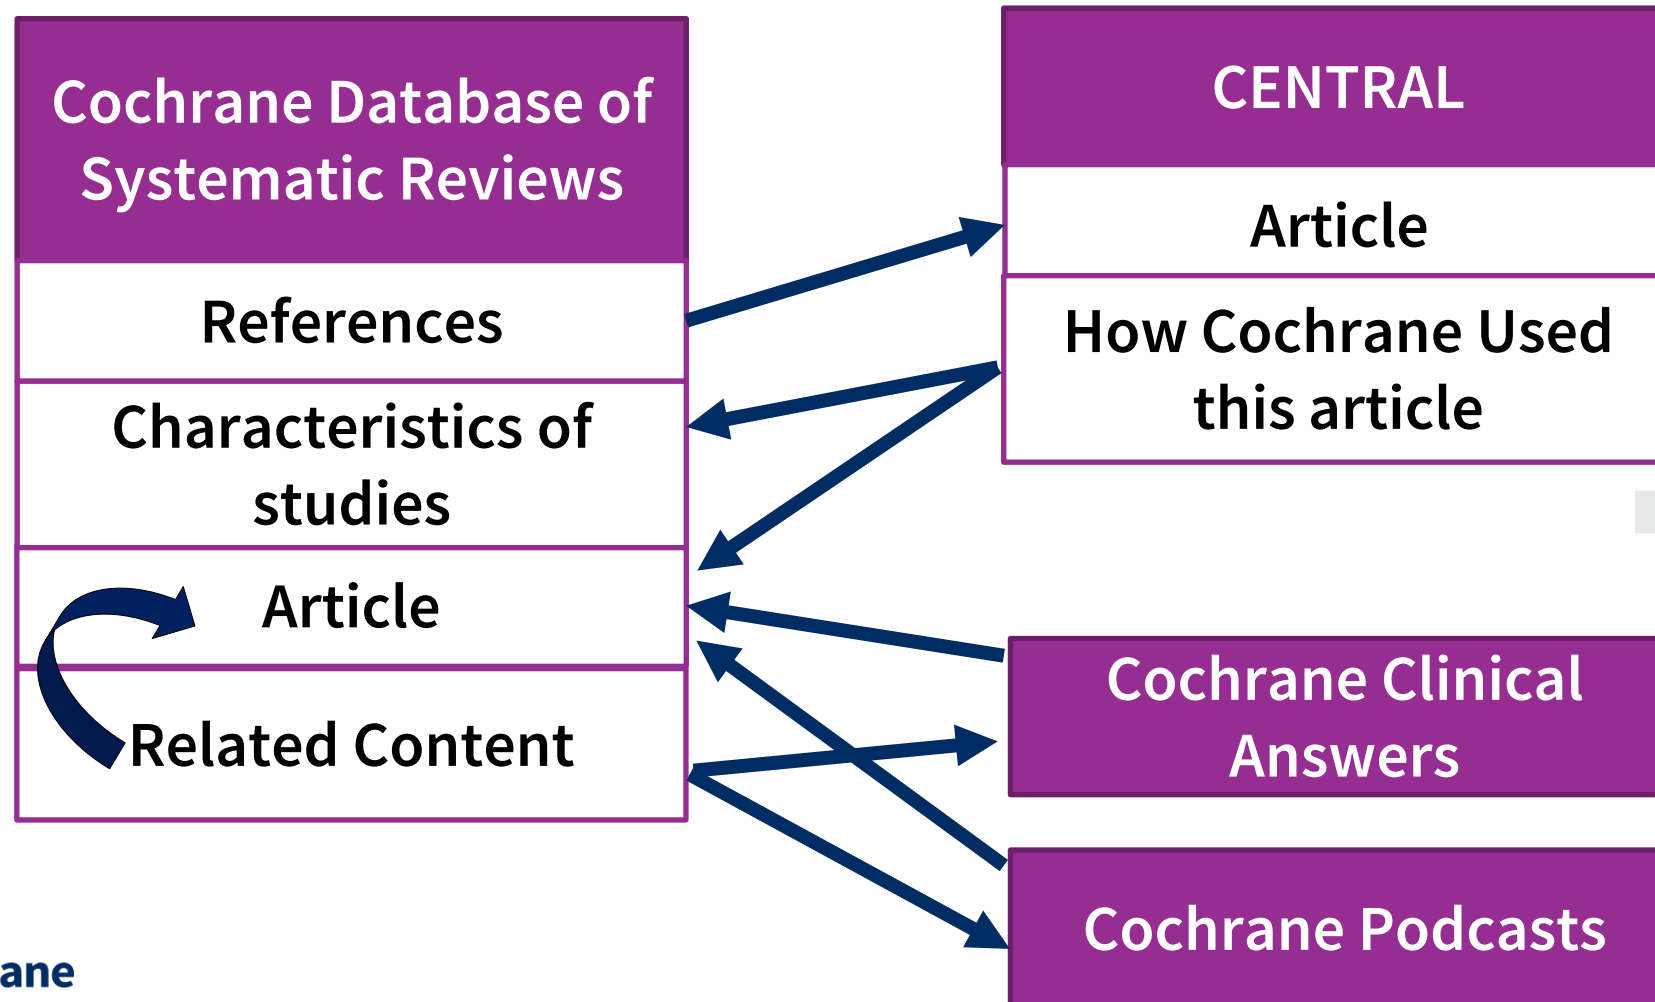 Cochrane Database of
Systematic Reviews
References
Characteristics of
studies
Article
Related Content
CENTRAL
Article
How Cochrane Used
this article
Cochrane Clinical
Answers
Cochrane Podcasts
ane